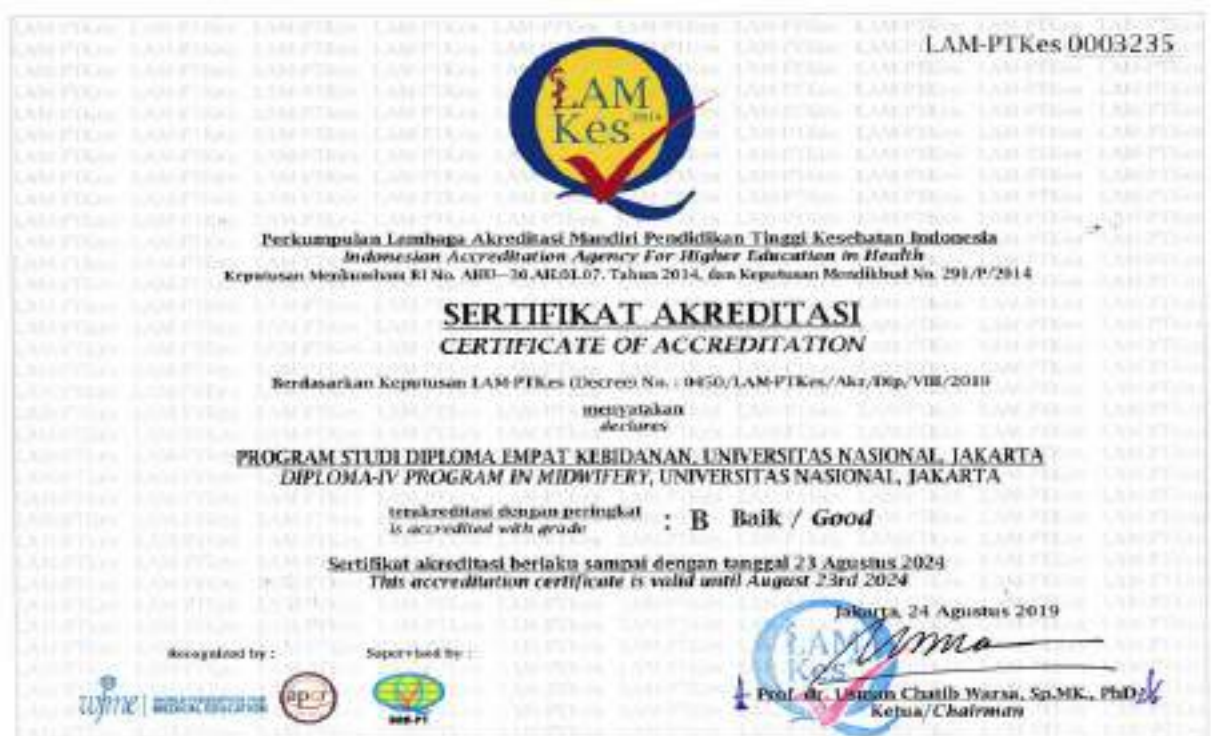 LAM-PTKes 0003235
LAM
Kes
2014
Perkumpulan Lembaga Akreditasi Mandiri Pendidikan Tinggi Kesehatan Indonesia
Indonesian Accreditation Agency For Higher Education in Health
Keputusan Menkumham RI No. AHU-30.AH.01.07. Tahun 2014, dan Keputusan Mendikbud No. 291/P/2014
SERTIFIKAT AKREDITASI
CERTIFICATE OF ACCREDITATION
Berdasarkan Keputusan LAM-PTKes (Decree) No. : 0450/LAM-PTKes/Akr/Dip/VIII/2019
menyatakan
declares
PROGRAM STUDI DIPLOMA EMPAT KEBIDANAN, UNIVERSITAS NASIONAL, JAKARTA
DIPLOMA-IV PROGRAM IN MIDWIFERY, UNIVERSITAS NASIONAL, JAKARTA
terakreditasi dengan peringkat : B Baik / Good
is accredited with grade
Sertifikat akreditasi berlaku sampai dengan tanggal 23 Agustus 2024
This accreditation certificate is valid until August 23rd 2024
Jakarta, 24 Agustus 2019
LAM
Kes
Recognized by : Supervised by :
wfme
BAN-PT
Prof. dr. Usman Chatib Warsa, Sp.MK., PhD
Ketua/Chairman